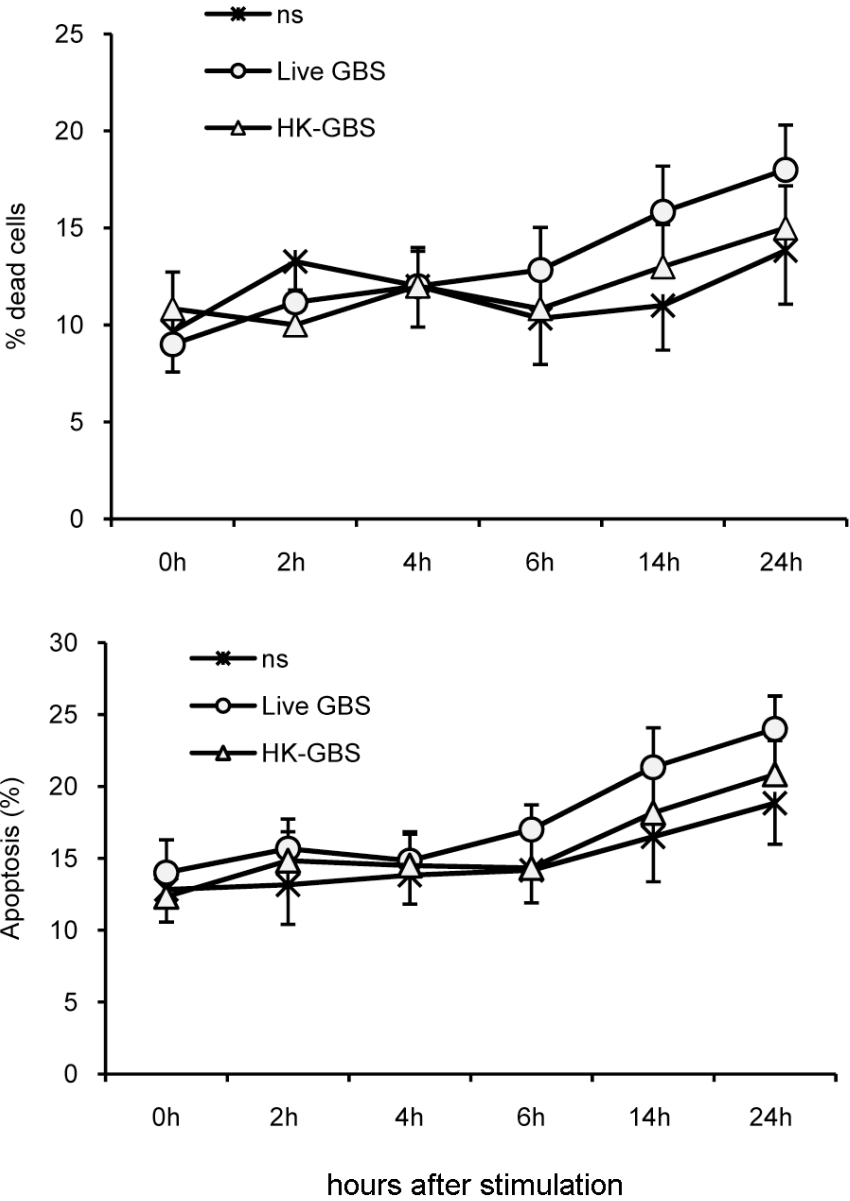 ns
Live GBS
HK-GBS
25
20
15
10
5
0
% dead cells
0h 2h 4h 6h 14h 24h
ns
Live GBS
HK-GBS
30
25
20
15
10
5
0
Apoptosis (%)
0h 2h 4h 6h 14h 24h
hours after stimulation